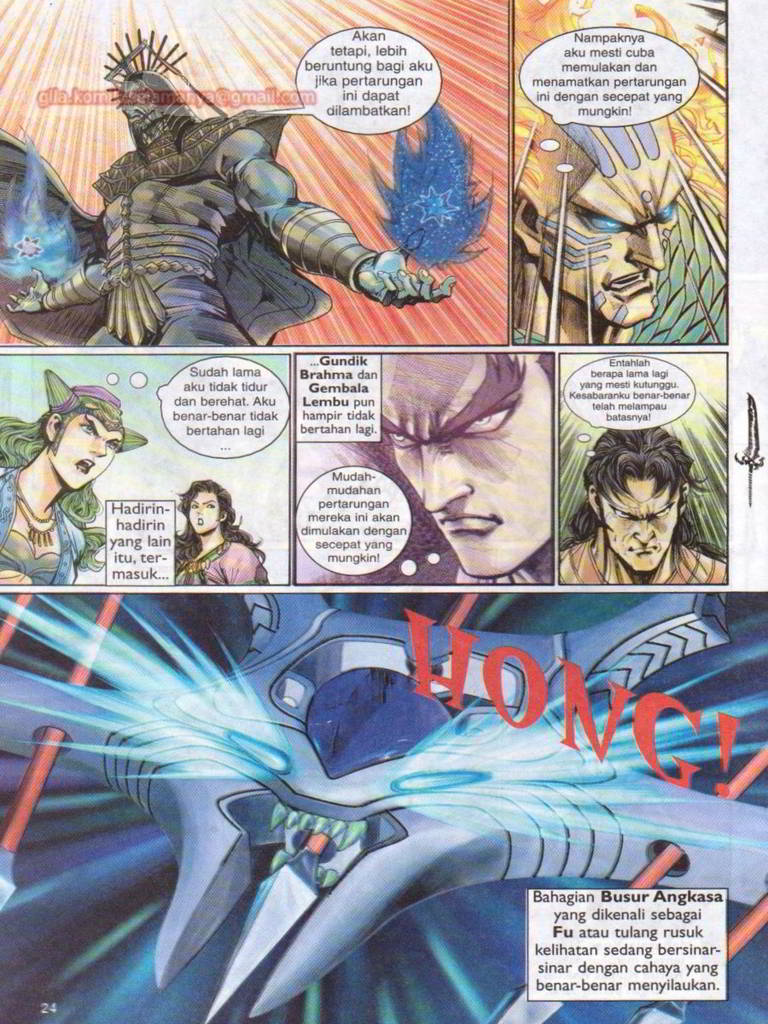 Akan
tetapi, lebih
beruntung bagi aku
jika pertarungan
ini dapat
dilambatkan!
Nampaknya
aku mesti cuba
memulakan dan
menamatkan pertarungan
ini dengan secepat yang
mungkin!
Sudah lama
aku tidak tidur
dan berehat. Aku
benar-benar tidak
bertahan lagi
...
Hadirin-
hadirin
yang lain
itu, ter-
masuk...
...Gundik
Brahma dan
Gembala
Lembu pun
hampir tidak
bertahan lagi.
Mudah-
mudahan
pertarungan
mereka ini akan
dimulakan dengan
secepat yang
mungkin!
Entahlah
berapa lama lagi
yang mesti kutunggu.
Kesabaranku benar-benar
telah melampau
batasnya!
HONG!
Bahagian Busur Angkasa
yang dikenali sebagai
Fu atau tulang rusuk
kelihatan sedang bersinar-
sinar dengan cahaya yang
benar-benar menyilaukan.
24